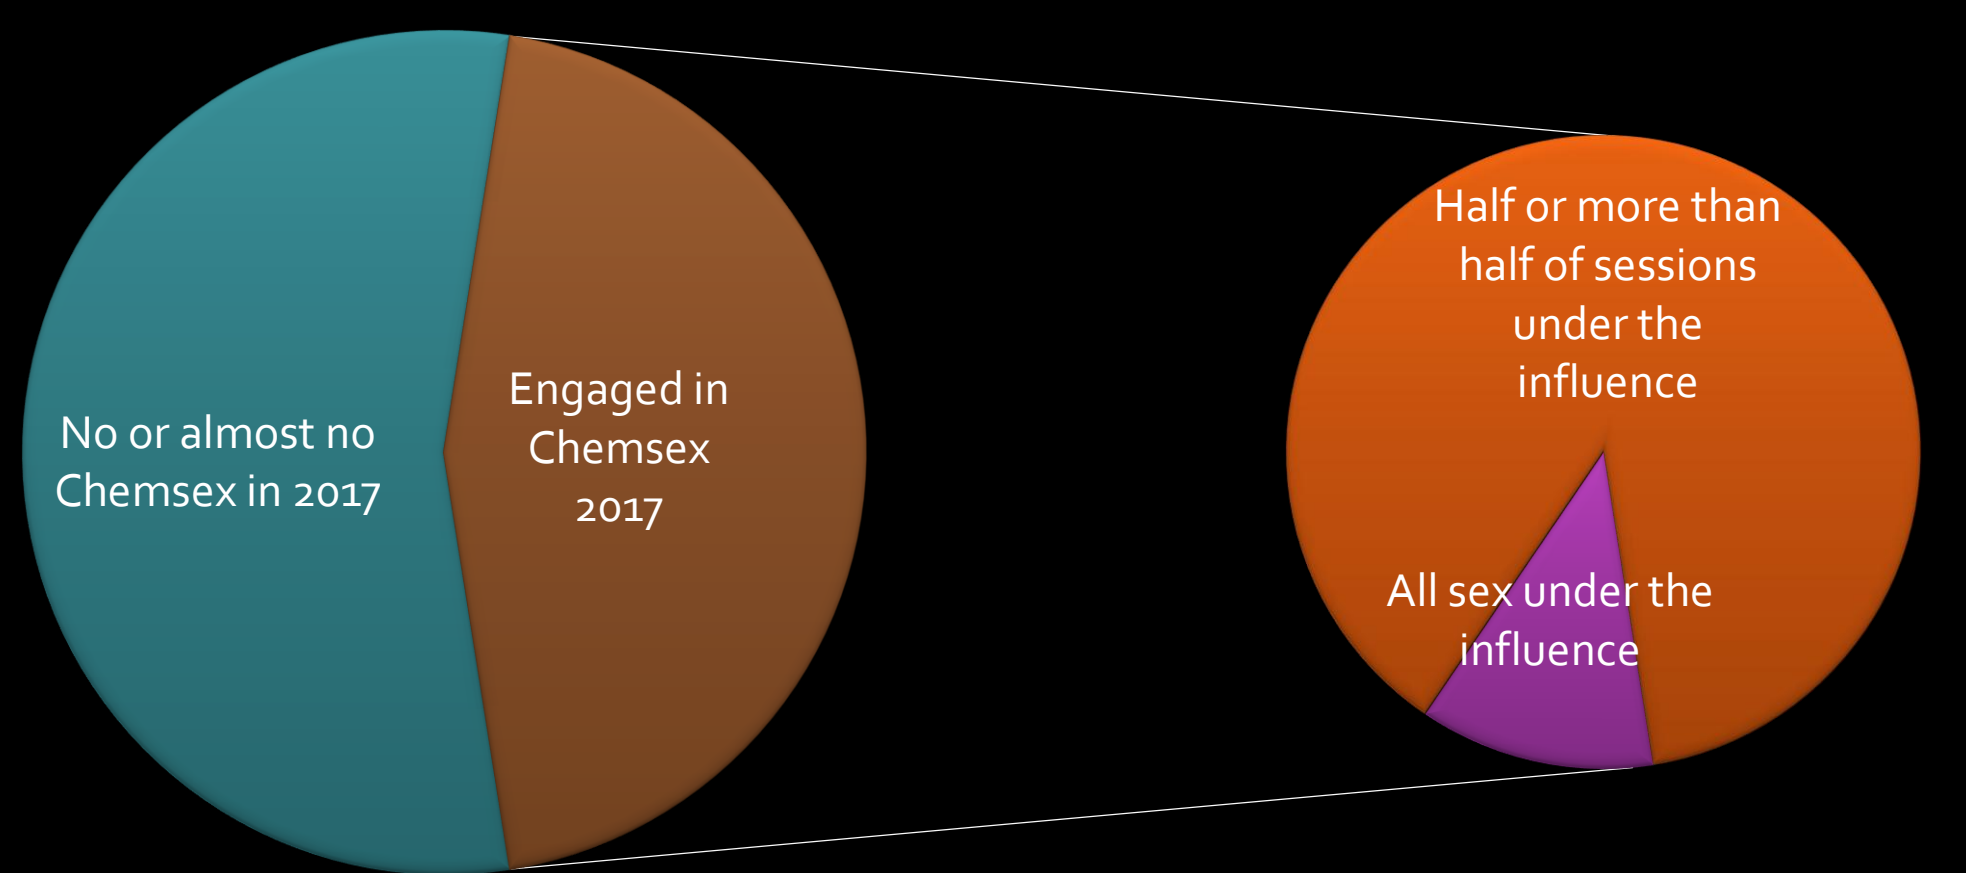 No or almost no
Chemsex in 2017
Engaged in
Chemsex
2017
Half or more than
half of sessions
under the
influence
All sex under the
influence